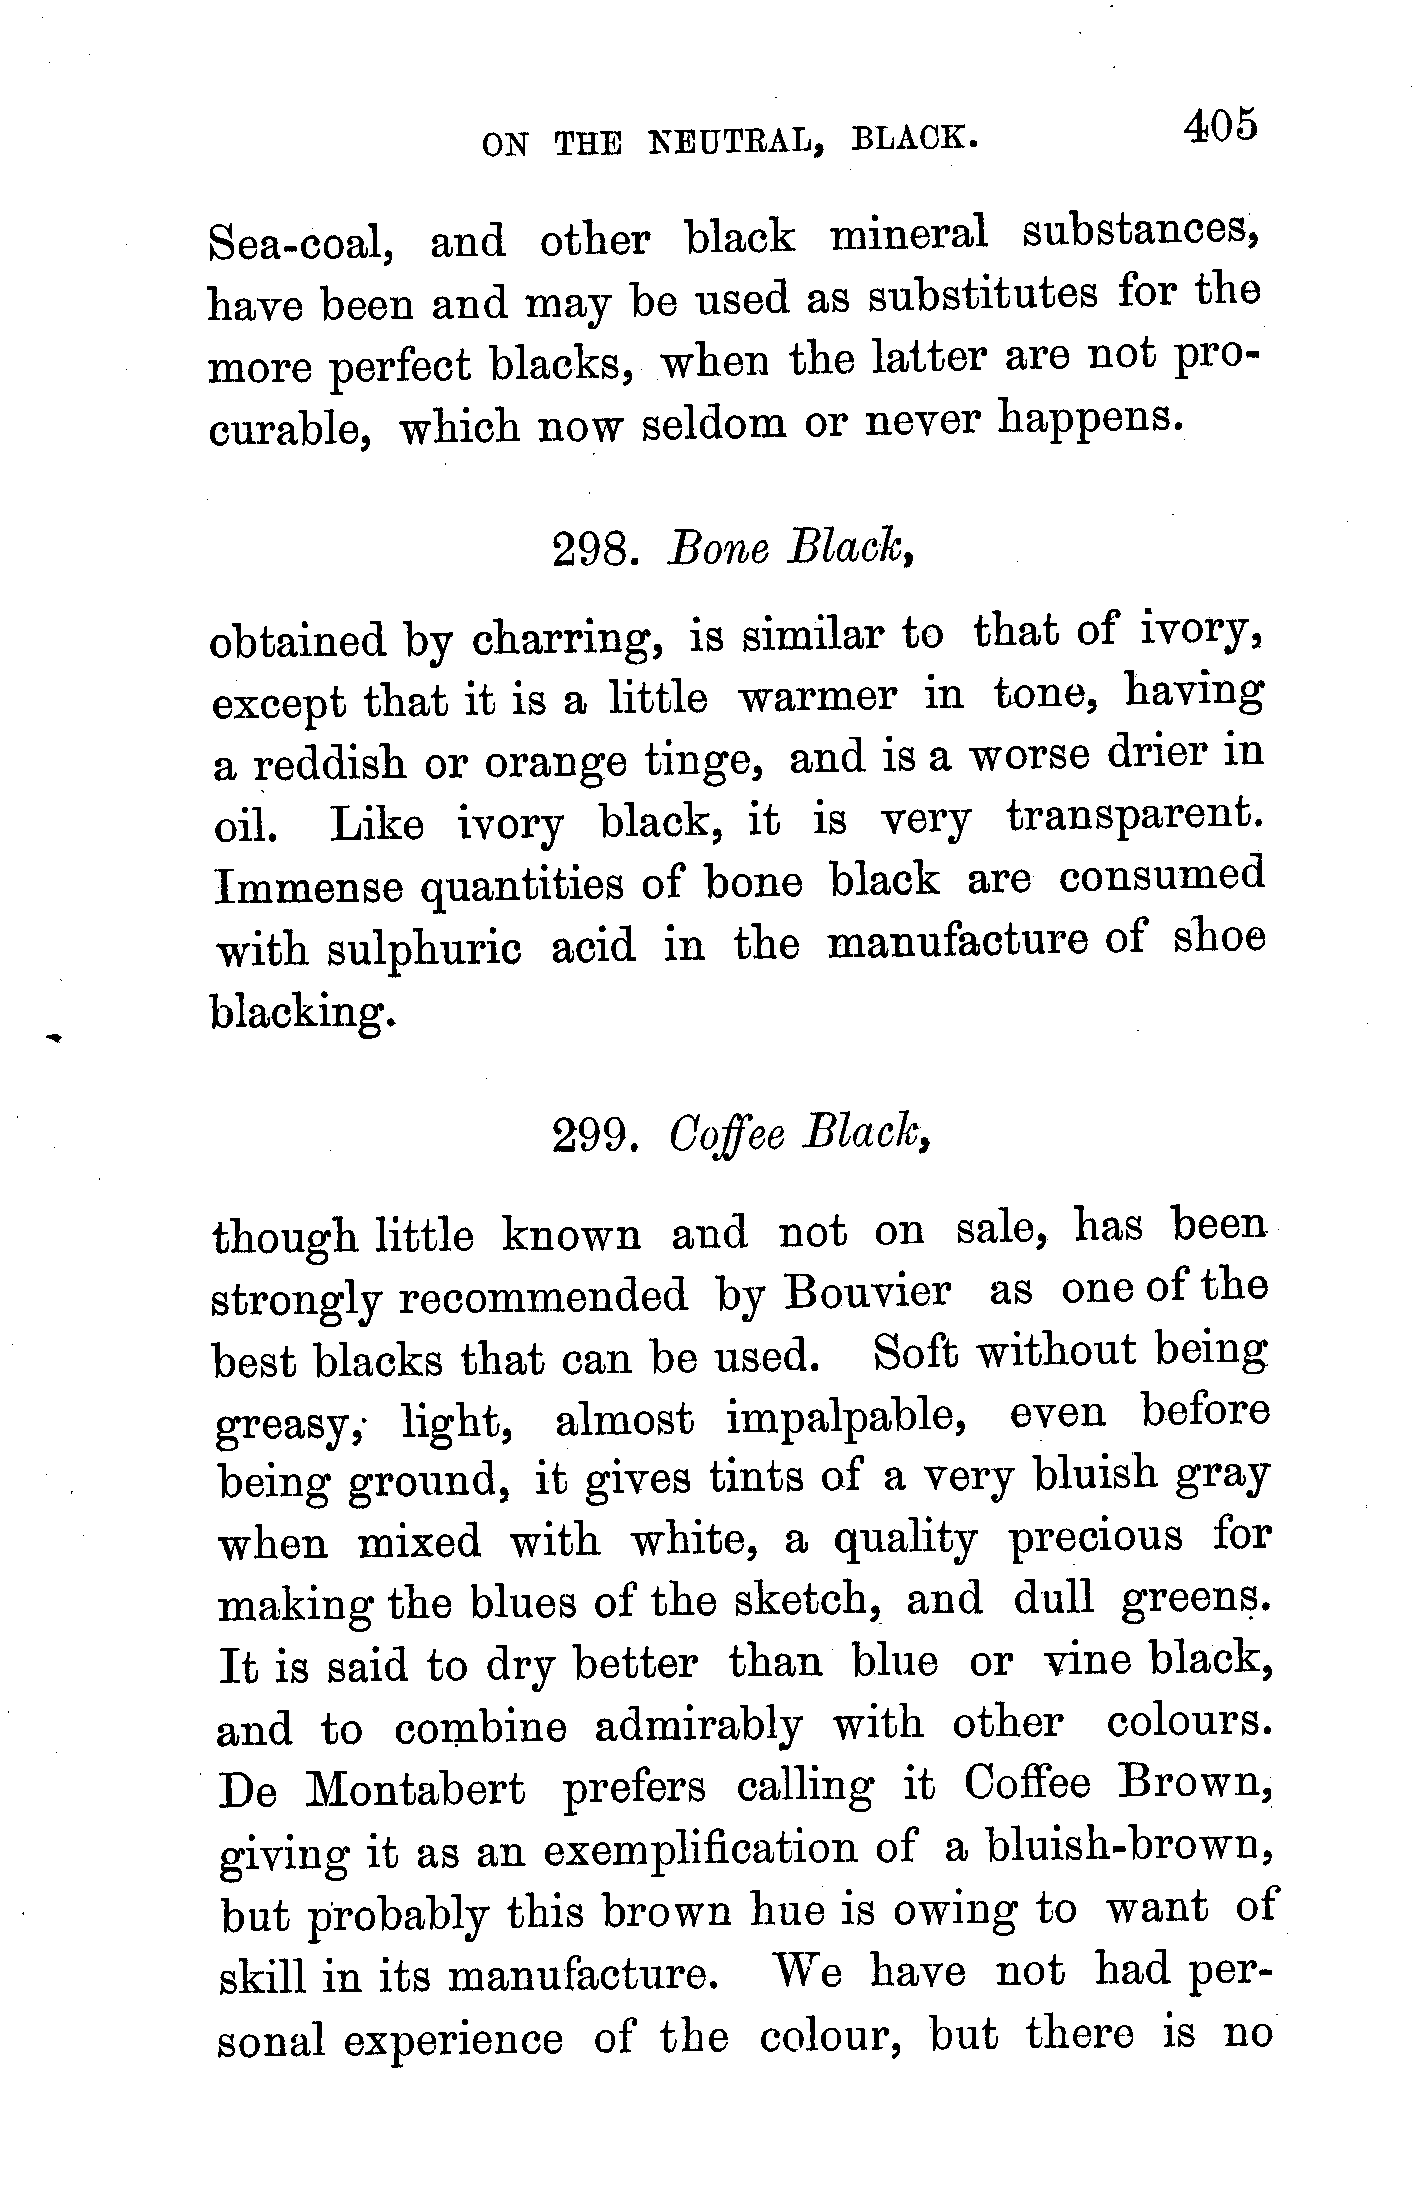 ON THE NEUTRAL, BLACK. 405
Sea-coal, and other black mineral substances,
have been and may be used as substitutes for the
more perfect blacks, when the latter are not pro-
curable, which now seldom or never happens.
298. Bone Black,
obtained by charring, is similar to that of ivory,
except that it is a little warmer in tone, having
a reddish or orange tinge, and is a worse drier in
oil. Like ivory black, it is very transparent.
Immense quantities of bone black are consumed
with sulphuric acid in the manufacture of shoe
blacking.
299. Coffee Black,
though little known and not on sale, has been
strongly recommended by Bouvier as one of the
best blacks that can be used. Soft without being
greasy, light, almost impalpable, even before
being ground, it gives tints of a very bluish gray
when mixed with white, a quality precious for
making the blues of the sketch, and dull greens.
It is said to dry better than blue or vine black,
and to combine admirably with other colours.
De Montabert prefers calling it Coffee Brown,
giving it as an exemplification of a bluish-brown,
but probably this brown hue is owing to want of
skill in its manufacture. We have not had per-
sonal experience of the colour, but there is no